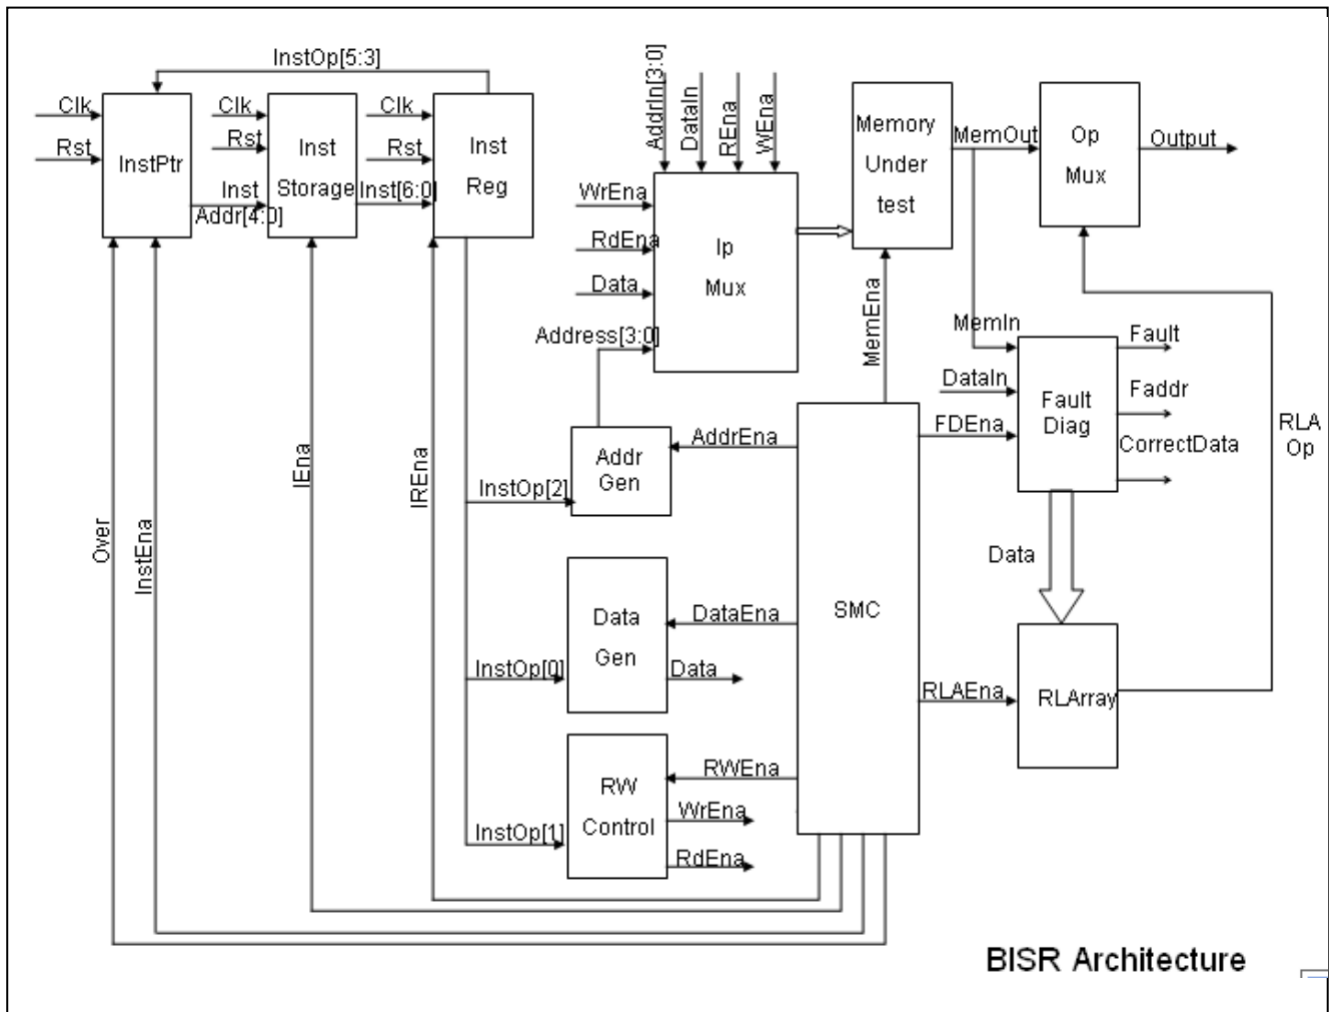 InstOp[5:3]
Clk
Rst
InstPtr
Inst
Addr[4:0]
Clk
Rst
Inst
Storage
Inst[6:0]
Clk
Rst
Inst
Reg
AddrIn[3:0]
DataIn
REna
WEna
WrEna
RdEna
Data
Address[3:0]
Ip
Mux
Memory
Under
test
MemOut
Op
Mux
Output
MemEna
MemIn
DataIn
FDEna
Fault
Diag
Fault
Faddr
CorrectData
RLA
Op
Over
InstEna
IEna
IREna
InstOp[2]
Addr
Gen
AddrEna
InstOp[0]
Data
Gen
DataEna
Data
SMC
Data
RLAEna
RLArray
InstOp[1]
RW
Control
RWEna
WrEna
RdEna
BISR Architecture